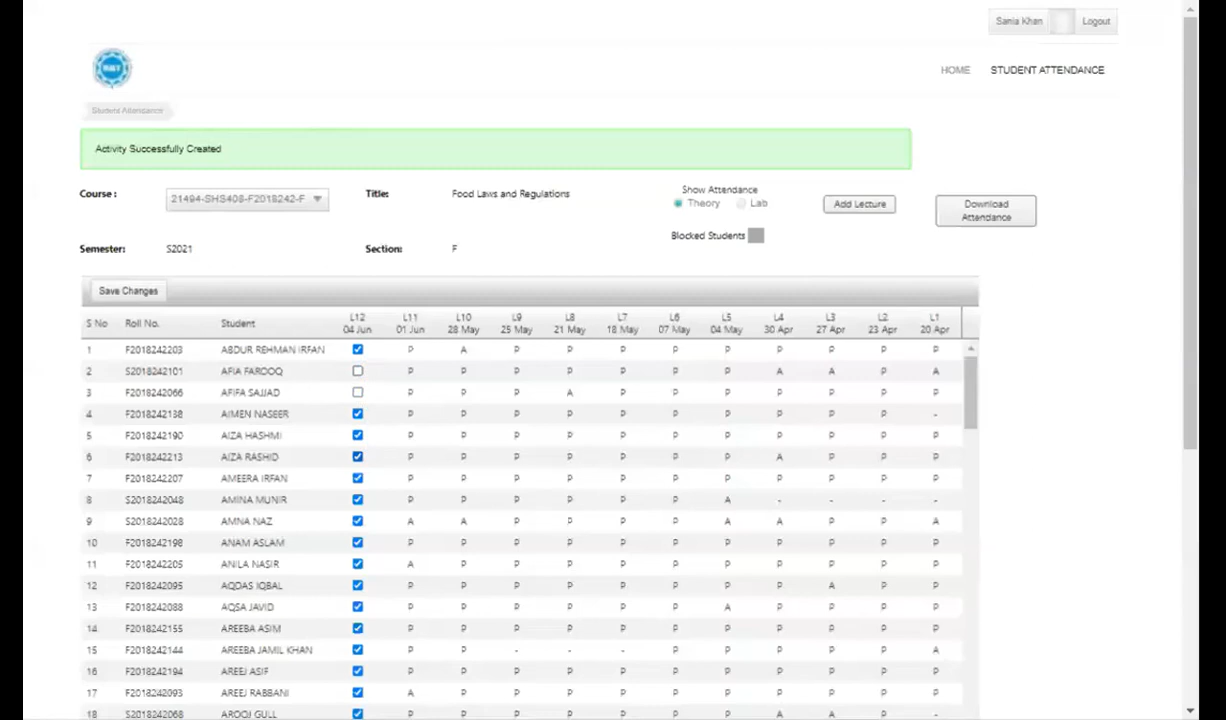 Sania Khan Logout
HOME STUDENT ATTENDANCE
Student Attendance
Activity Successfully Created
Course : 21494-SHS408-F2018242-F Title: Food Laws and Regulations Show Attendance Theory Lab Add Lecture Download Attendance
Blocked Students
Semester: S2021 Section: F
Save Changes
S No Roll No. Student L12 04 Jun L11 01 Jun L10 28 May L9 25 May L8 21 May L7 18 May L6 07 May L5 04 May L4 30 Apr L3 27 Apr L2 23 Apr L1 20 Apr
1 F2018242203 ABDUR REHMAN IRFAN P A P P P P P P P P P
2 S2018242101 AFIA FAROOQ P P P P P P P A A P A
3 F2018242066 AFIFA SAJJAD P P P A P P P P P P P
4 F2018242138 AIMEN NASEER P P P P P P P P P P -
5 F2018242190 AIZA HASHMI P P P P P P P P P P P
6 F2018242213 AIZA RASHID P P P P P P P A P P P
7 F2018242207 AMEERA IRFAN P P P P P P P P P P P
8 S2018242048 AMINA MUNIR P P P P P P A - - - -
9 S2018242028 AMNA NAZ A A P P P P A A P P A
10 F2018242198 ANAM ASLAM P P P P P P P P P P P
11 F2018242205 ANILA NASIR A P P P P P P P P P P
12 F2018242095 AQDAS IQBAL P P P P P P P P A P P
13 F2018242088 AQSA JAVID P P P P P P A P P P P
14 F2018242155 AREEBA ASIM P P P P P P P P P P P
15 F2018242144 AREEBA JAMIL KHAN P P - - - P P P P P A
16 F2018242194 AREEJ ASIF P P P P P P P P P P P
17 F2018242093 AREEJ RABBANI A P P P P P P P P P P
18 S2018242068 AROOJ GULL P P P P P P P A A P -